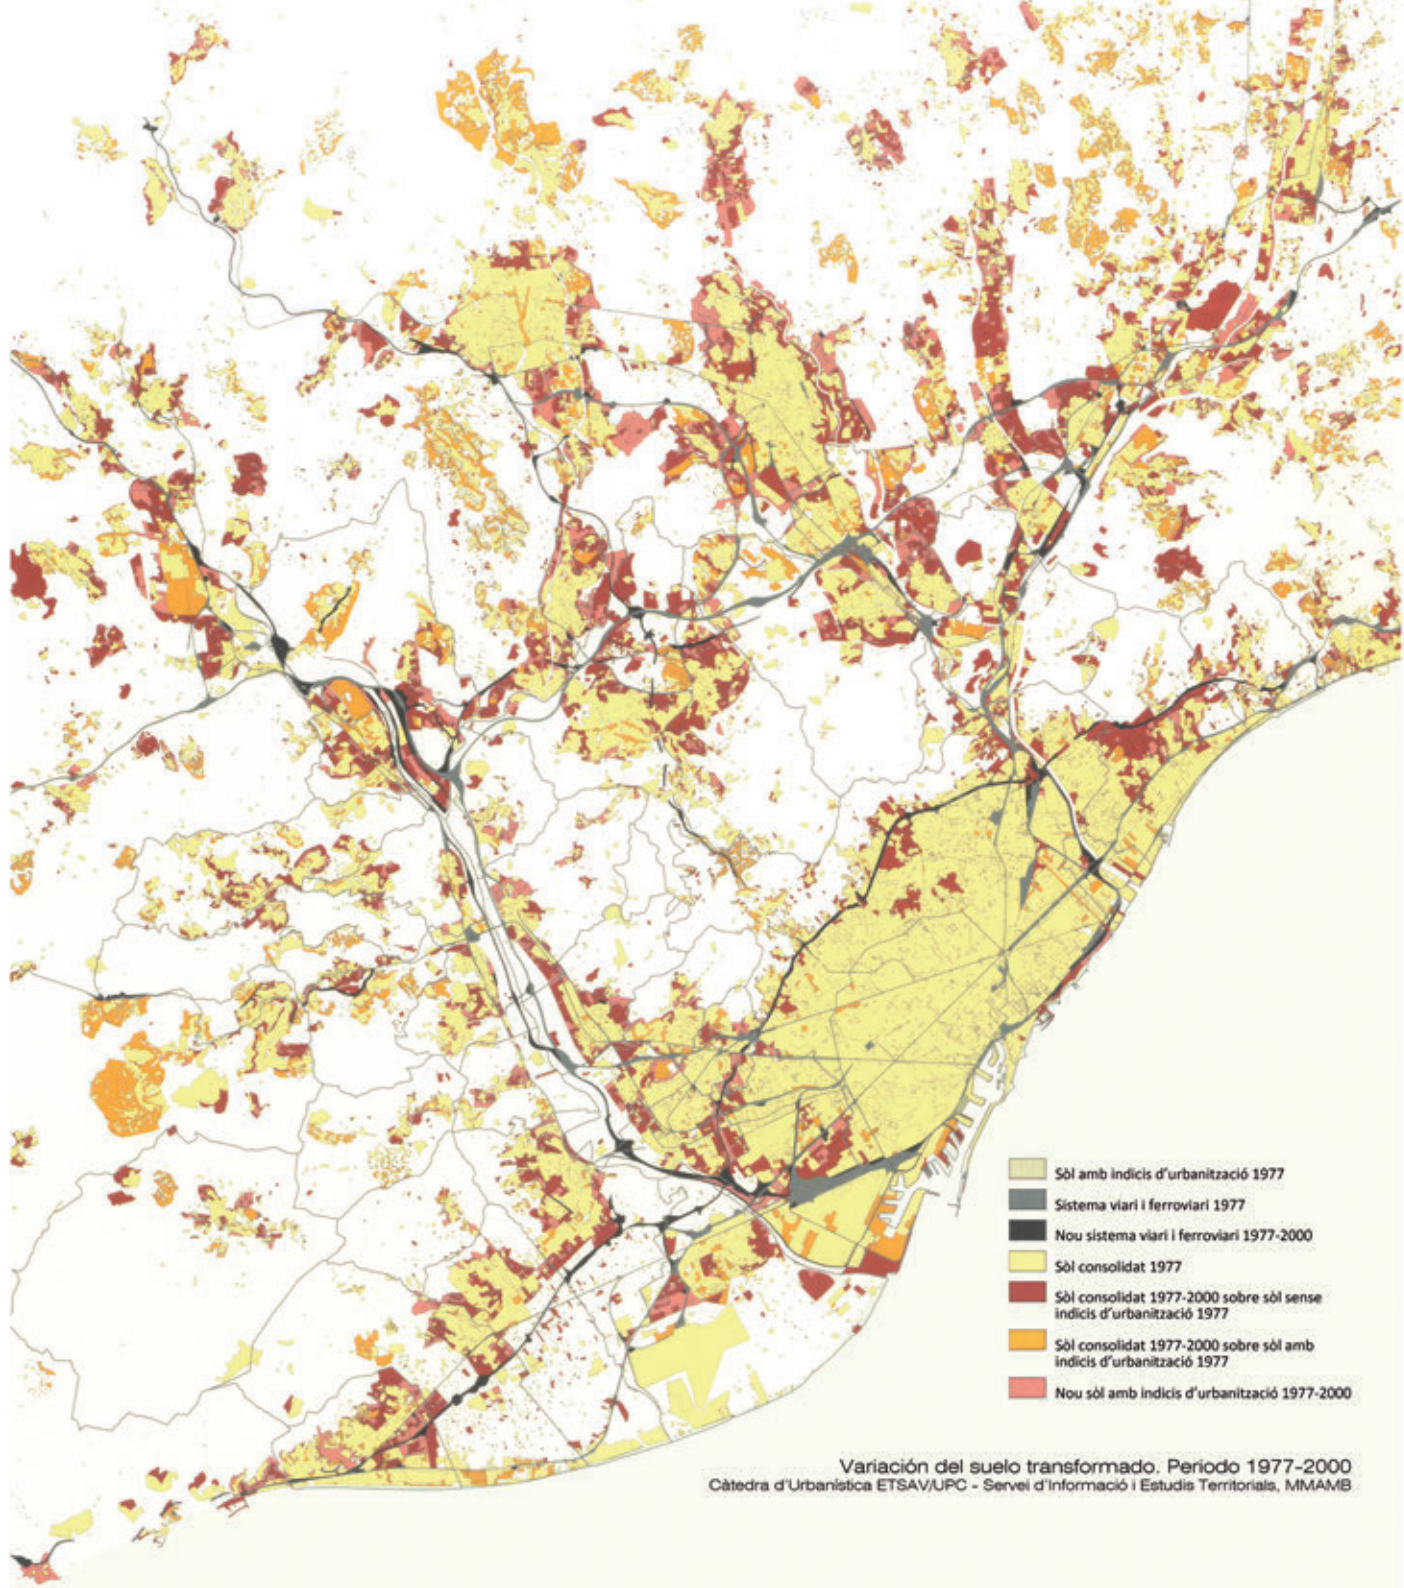 Sòl amb indicis d'urbanització 1977
Sistema viari i ferroviari 1977
Nou sistema viari i ferroviari 1977-2000
Sòl consolidat 1977
Sòl consolidat 1977-2000 sobre sòl sense
indicis d'urbanització 1977
Sòl consolidat 1977-2000 sobre sòl amb
indicis d'urbanització 1977
Nou sòl amb indicis d'urbanització 1977-2000
Variación del suelo transformado. Periodo 1977-2000
Càtedra d'Urbanística ETSAV/UPC - Servei d'Informació i Estudis Territorials, MMAMB